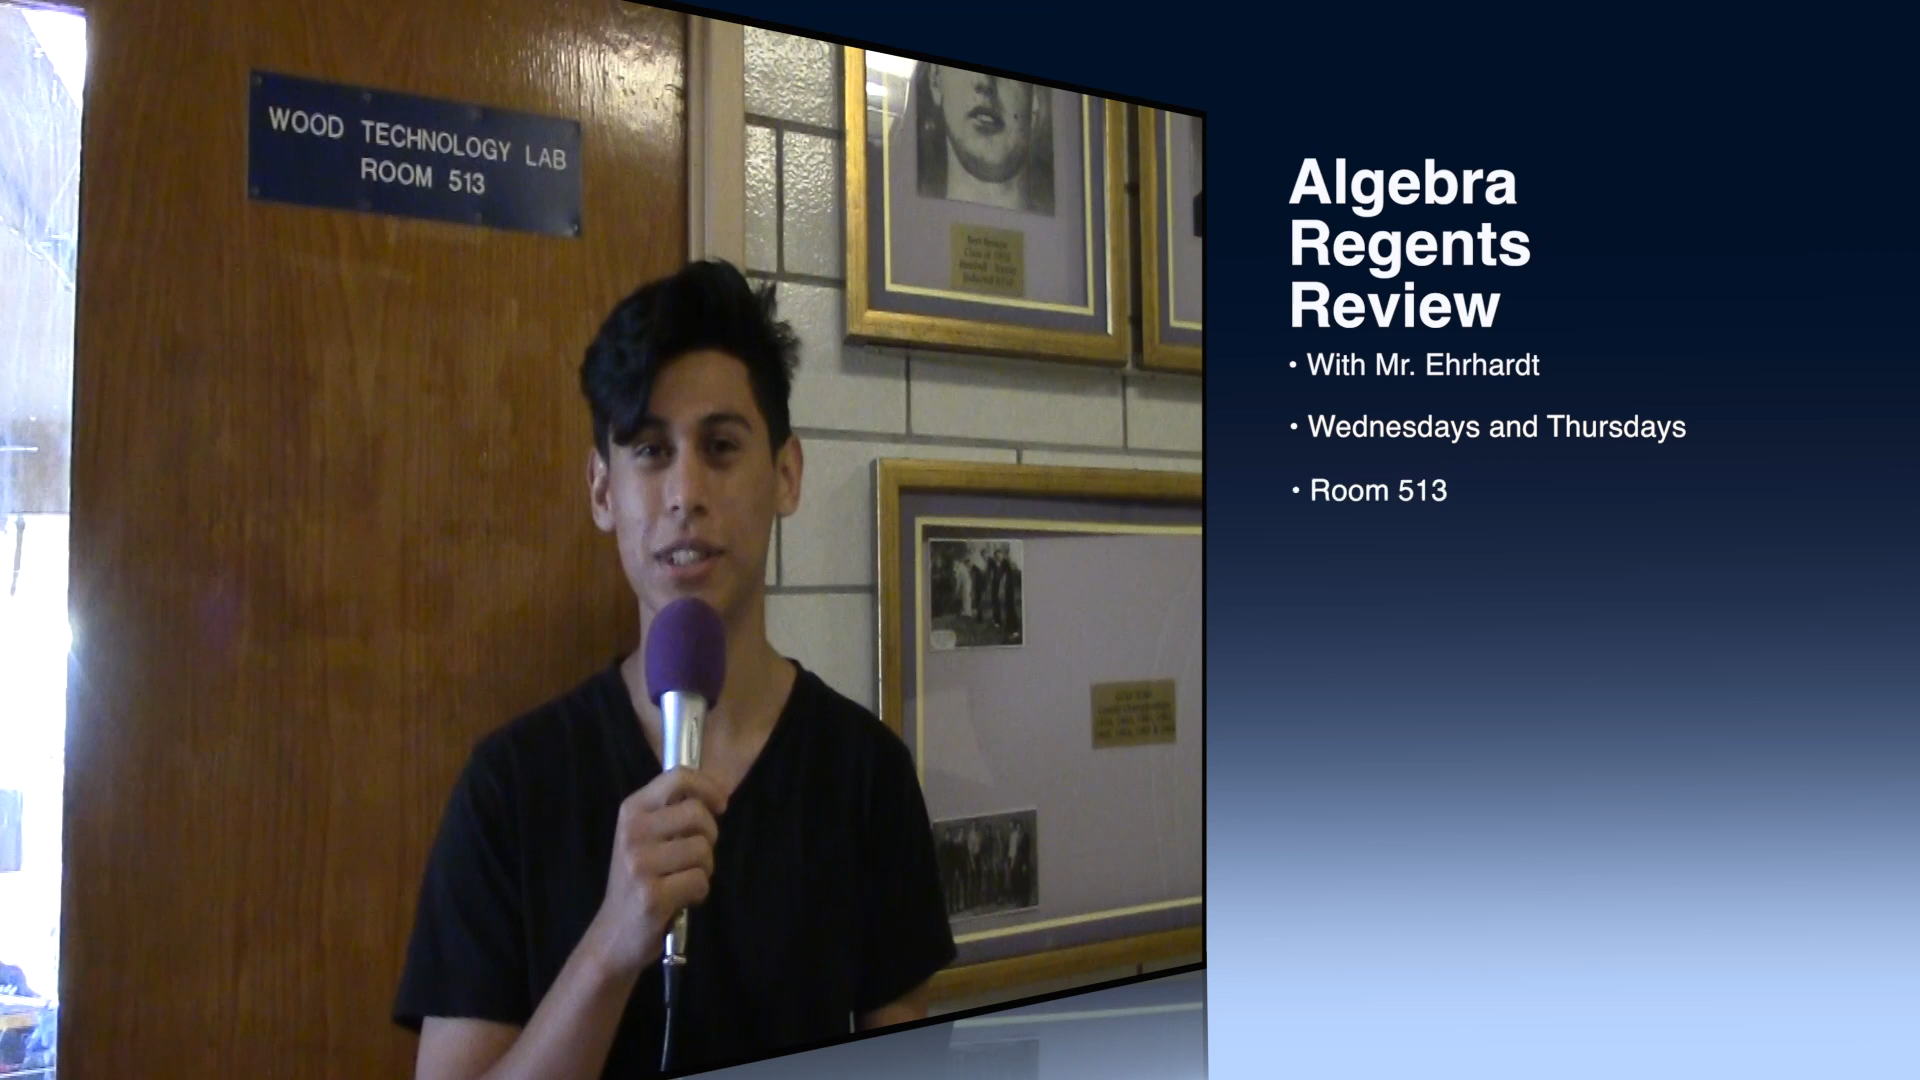 WOOD TECHNOLOGY LAB
ROOM 513
Algebra
Regents
Review
• With Mr. Ehrhardt
• Wednesdays and Thursdays
• Room 513